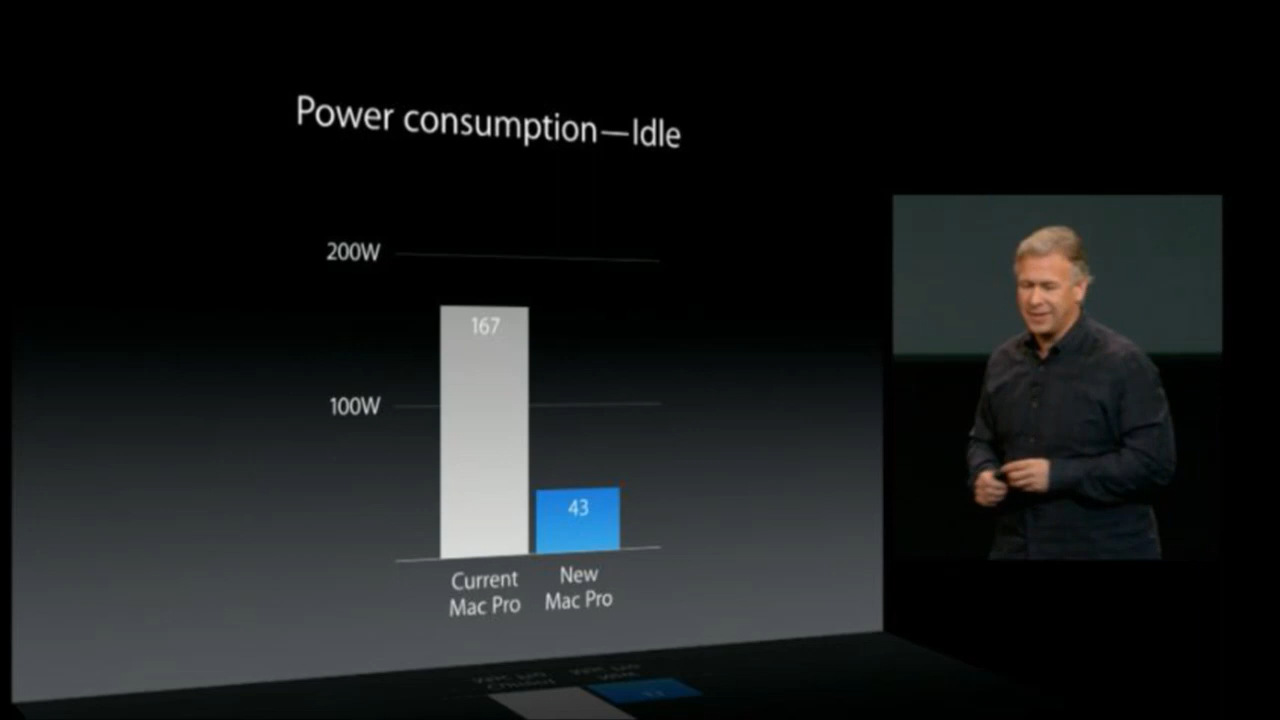 Power consumption—Idle
200W
167
100W
43
Current
Mac Pro
New
Mac Pro